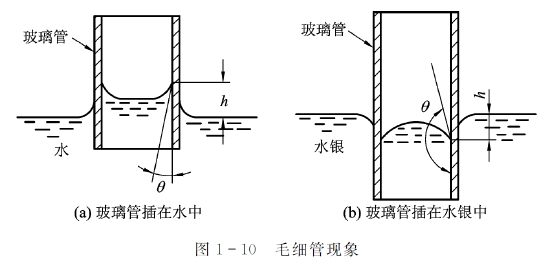 玻璃管
h
水
θ
(a) 玻璃管插在水中
玻璃管
θ
h
水银
(b) 玻璃管插在水银中
图 1-10 毛细管现象